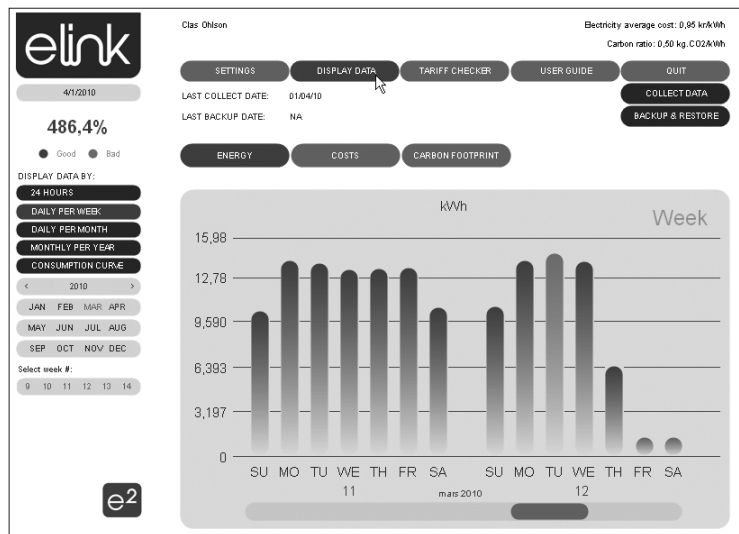 elink
4/1/2010
486,4%
Good Bad
DISPLAY DATA BY:
24 HOURS
DAILY PER WEEK
DAILY PER MONTH
MONTHLY PER YEAR
CONSUMPTION CURVE
< 2010 >
JAN FEB MAR APR
MAY JUN JUL AUG
SEP OCT NOV DEC
Select week #:
9 10 11 12 13 14
e2
Clas Ohlson
Electricity average cost: 0,95 kr/kWh
Carbon ratio: 0,50 kg.CO2/kWh
SETTINGS DISPLAY DATA TARIFF CHECKER USER GUIDE QUIT
LAST COLLECT DATE: 01/04/10
COLLECT DATA
LAST BACKUP DATE: NA
BACKUP & RESTORE
ENERGY COSTS CARBON FOOTPRINT
kWh
Week
15,98
12,78
9,590
6,393
3,197
0
SU MO TU WE TH FR SA SU MO TU WE TH FR SA
11 mars 2010 12